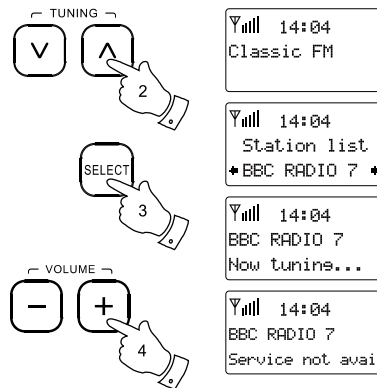 TUNING
2
14:04
Classic FM
14:04
Station list
BBC RADIO 7
SELECT
3
14:04
BBC RADIO 7
Now tuning...
VOLUME
4
14:04
BBC RADIO 7
Service not avai